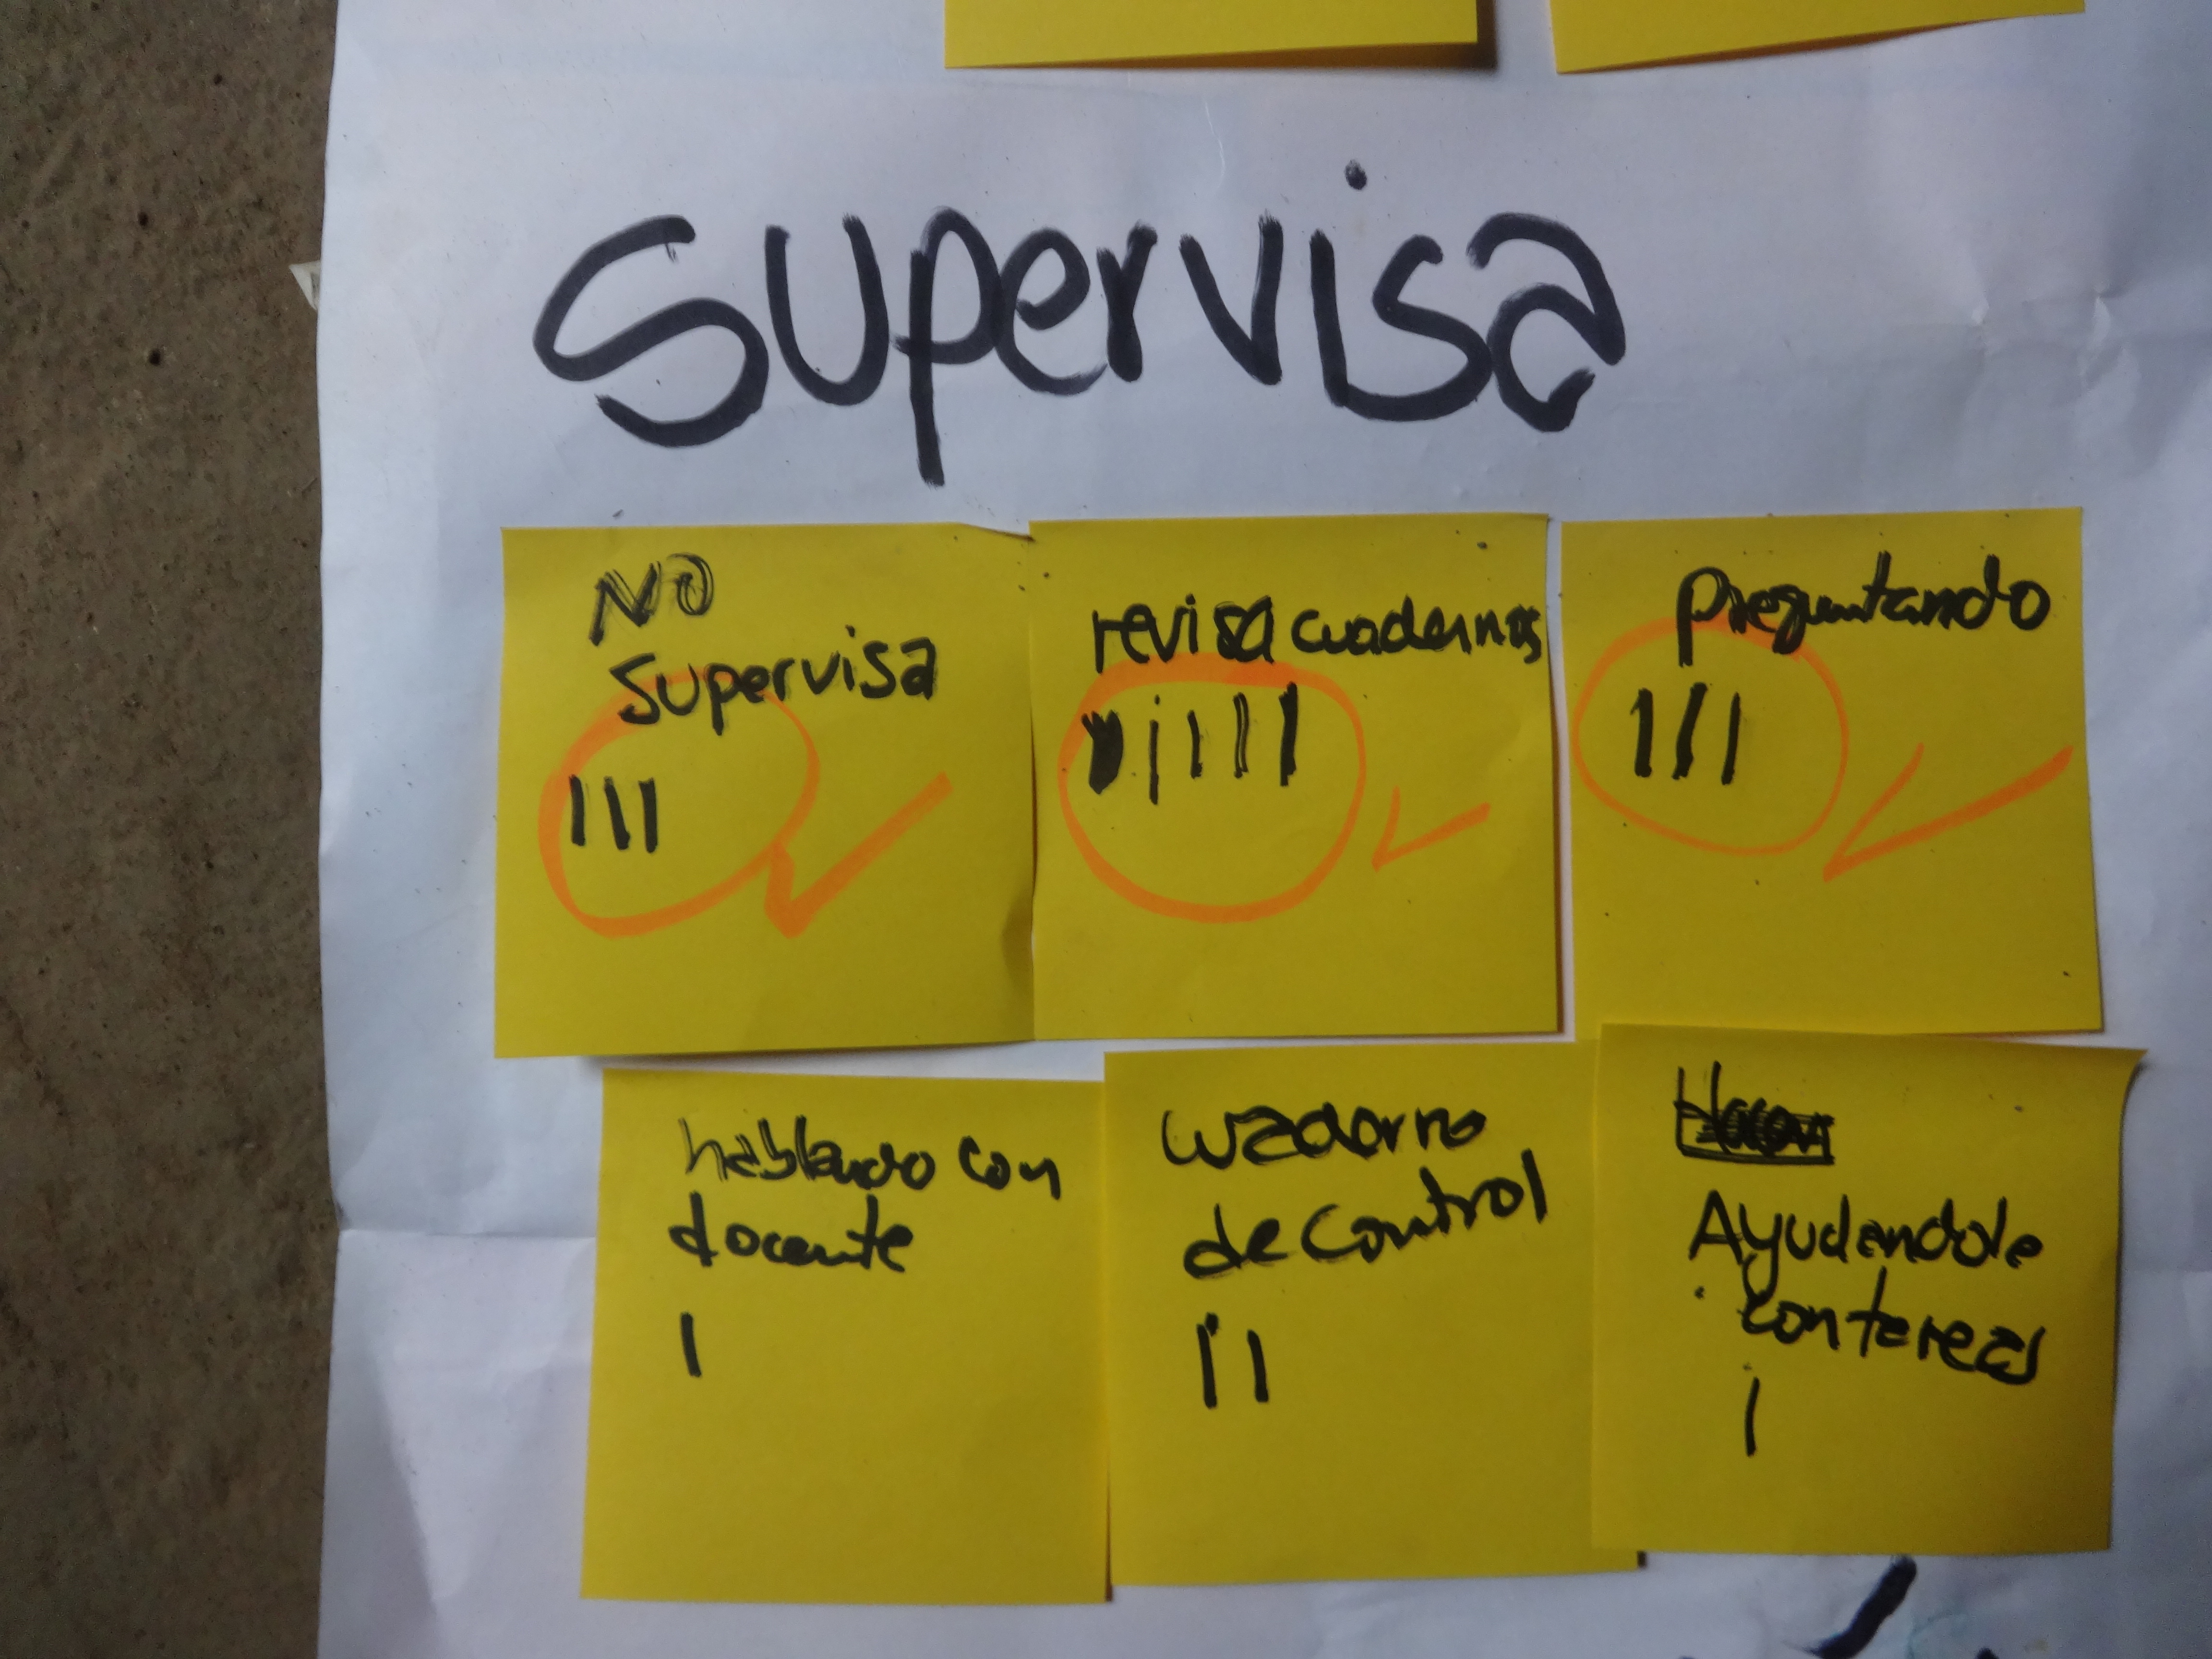 supervisa
No
supervisa
III
revisa cuadernos
IIIII
preguntando
III
hablando con
docente
I
cuaderno
de control
II
Ayudandole
con tareas
I